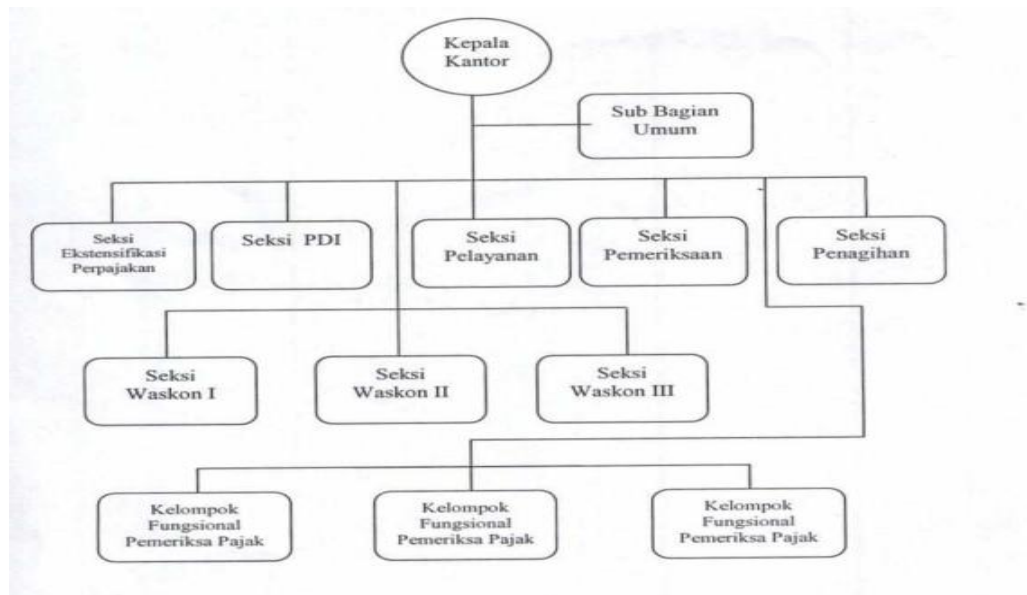 Kepala
Kantor
Sub Bagian
Umum
Seksi
Ekstensifikasi
Perpajakan
Seksi PDI
Seksi
Pelayanan
Seksi
Pemeriksaan
Seksi
Penagihan
Seksi
Waskon I
Seksi
Waskon II
Seksi
Waskon III
Kelompok
Fungsional
Pemeriksa Pajak
Kelompok
Fungsional
Pemeriksa Pajak
Kelompok
Fungsional
Pemeriksa Pajak